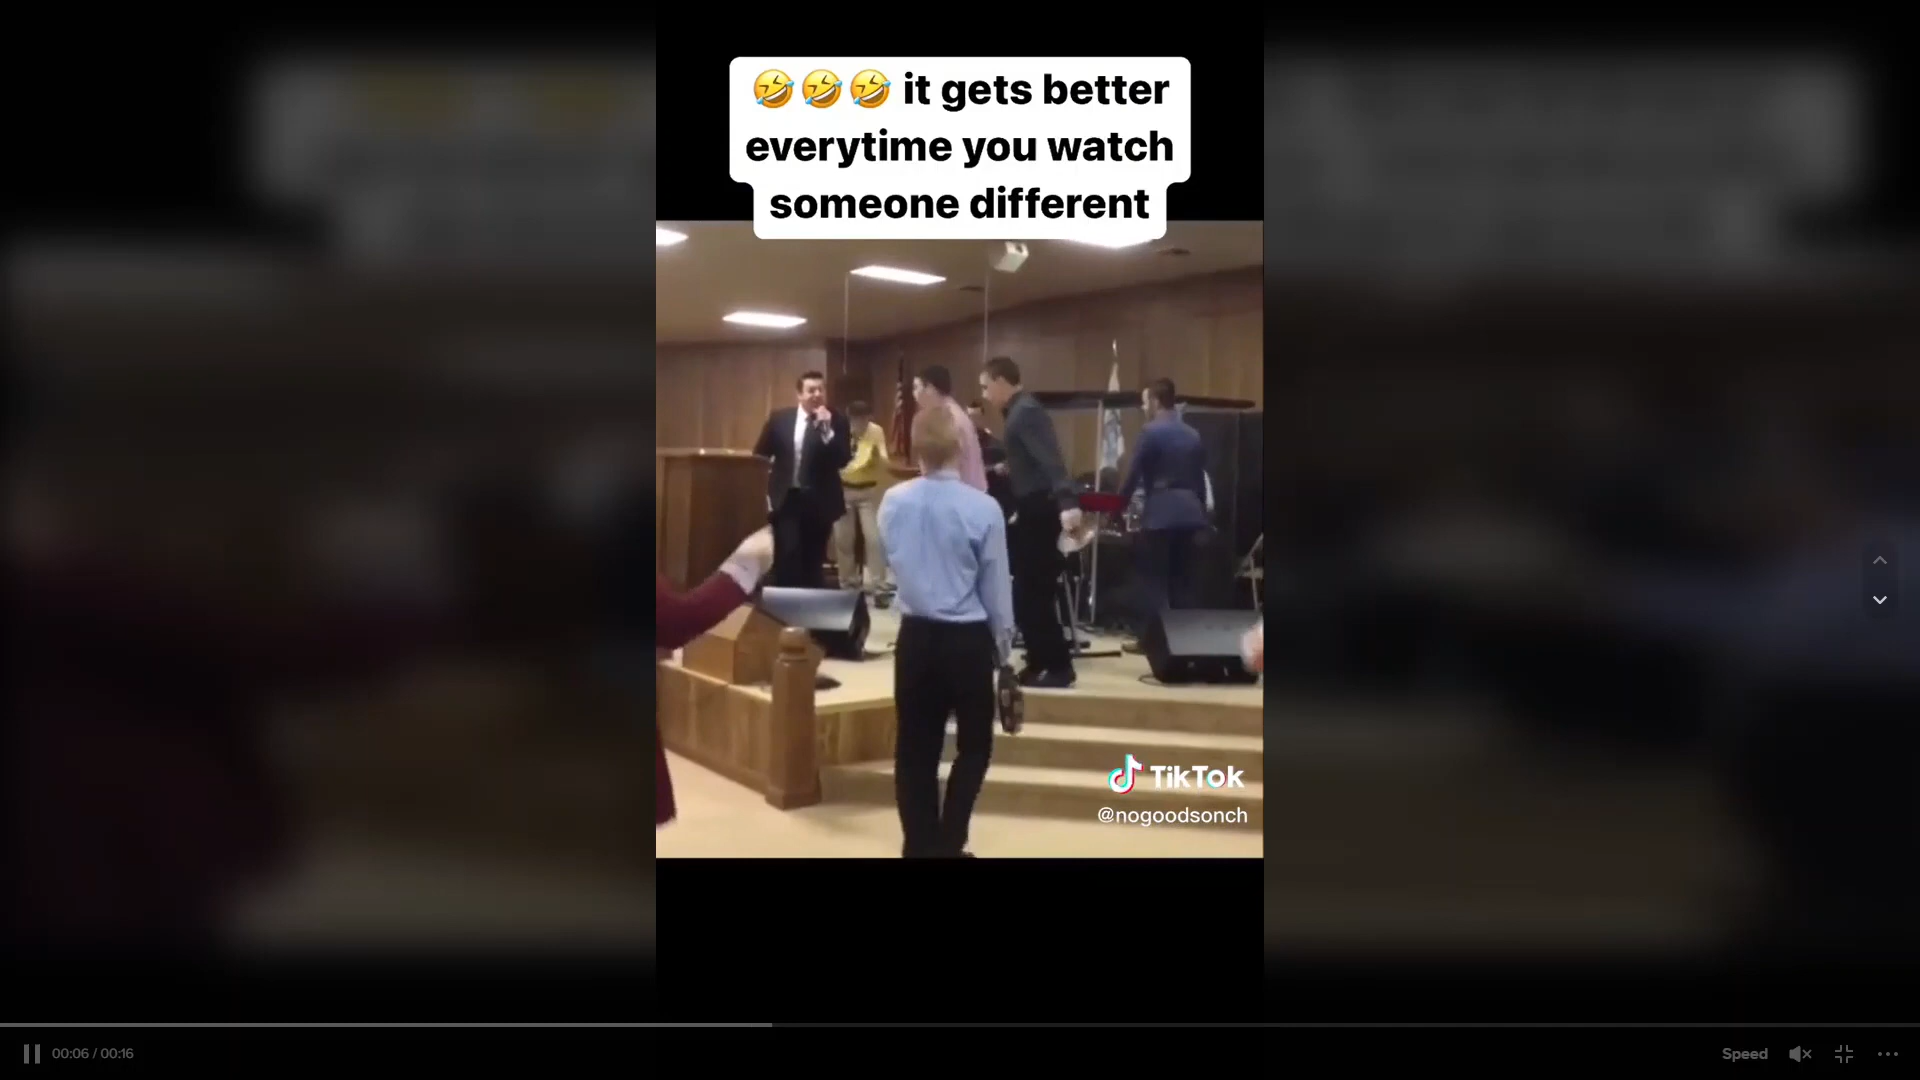 🤣🤣🤣 it gets better
everytime you watch
someone different
TikTok
@nogoodsonch
00:06 / 00:16
Speed